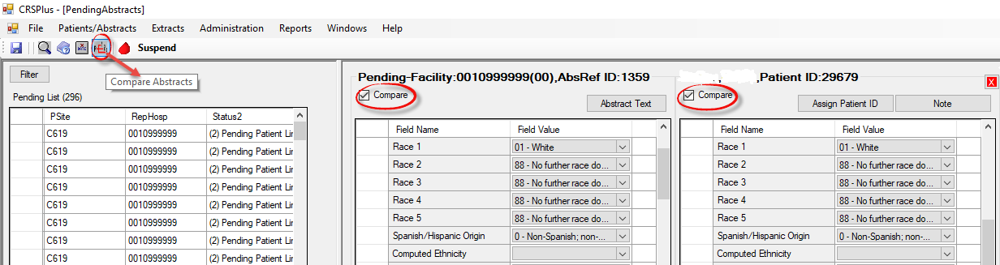 CRSPlus - [PendingAbstracts]
File Patients/Abstracts Extracts Administration Reports Windows Help
Suspend
Compare Abstracts
Filter
Pending List (296)
PSite RepHosp Status2
C619 0010999999 (2) Pending Patient Lir
C619 0010999999 (2) Pending Patient Lir
C619 0010999999 (2) Pending Patient Lir
C619 0010999999 (2) Pending Patient Lir
C619 0010999999 (2) Pending Patient Lir
C619 0010999999 (2) Pending Patient Lir
C619 0010999999 (2) Pending Patient Lir
C619 0010999999 (2) Pending Patient Lir
Pending-Facility:0010999999(00),AbsRef ID:1359
Compare
Abstract Text
Field Name Field Value
Race 1 01 - White
Race 2 88 - No further race do...
Race 3 88 - No further race do...
Race 4 88 - No further race do...
Race 5 88 - No further race do...
Spanish/Hispanic Origin 0 - Non-Spanish; non-...
Computed Ethnicity
,Patient ID:29679
X
Compare
Assign Patient ID Note
Field Name Field Value
Race 1 01 - White
Race 2 88 - No further race do...
Race 3 88 - No further race do...
Race 4 88 - No further race do...
Race 5 88 - No further race do...
Spanish/Hispanic Origin 0 - Non-Spanish; non-...
Computed Ethnicity